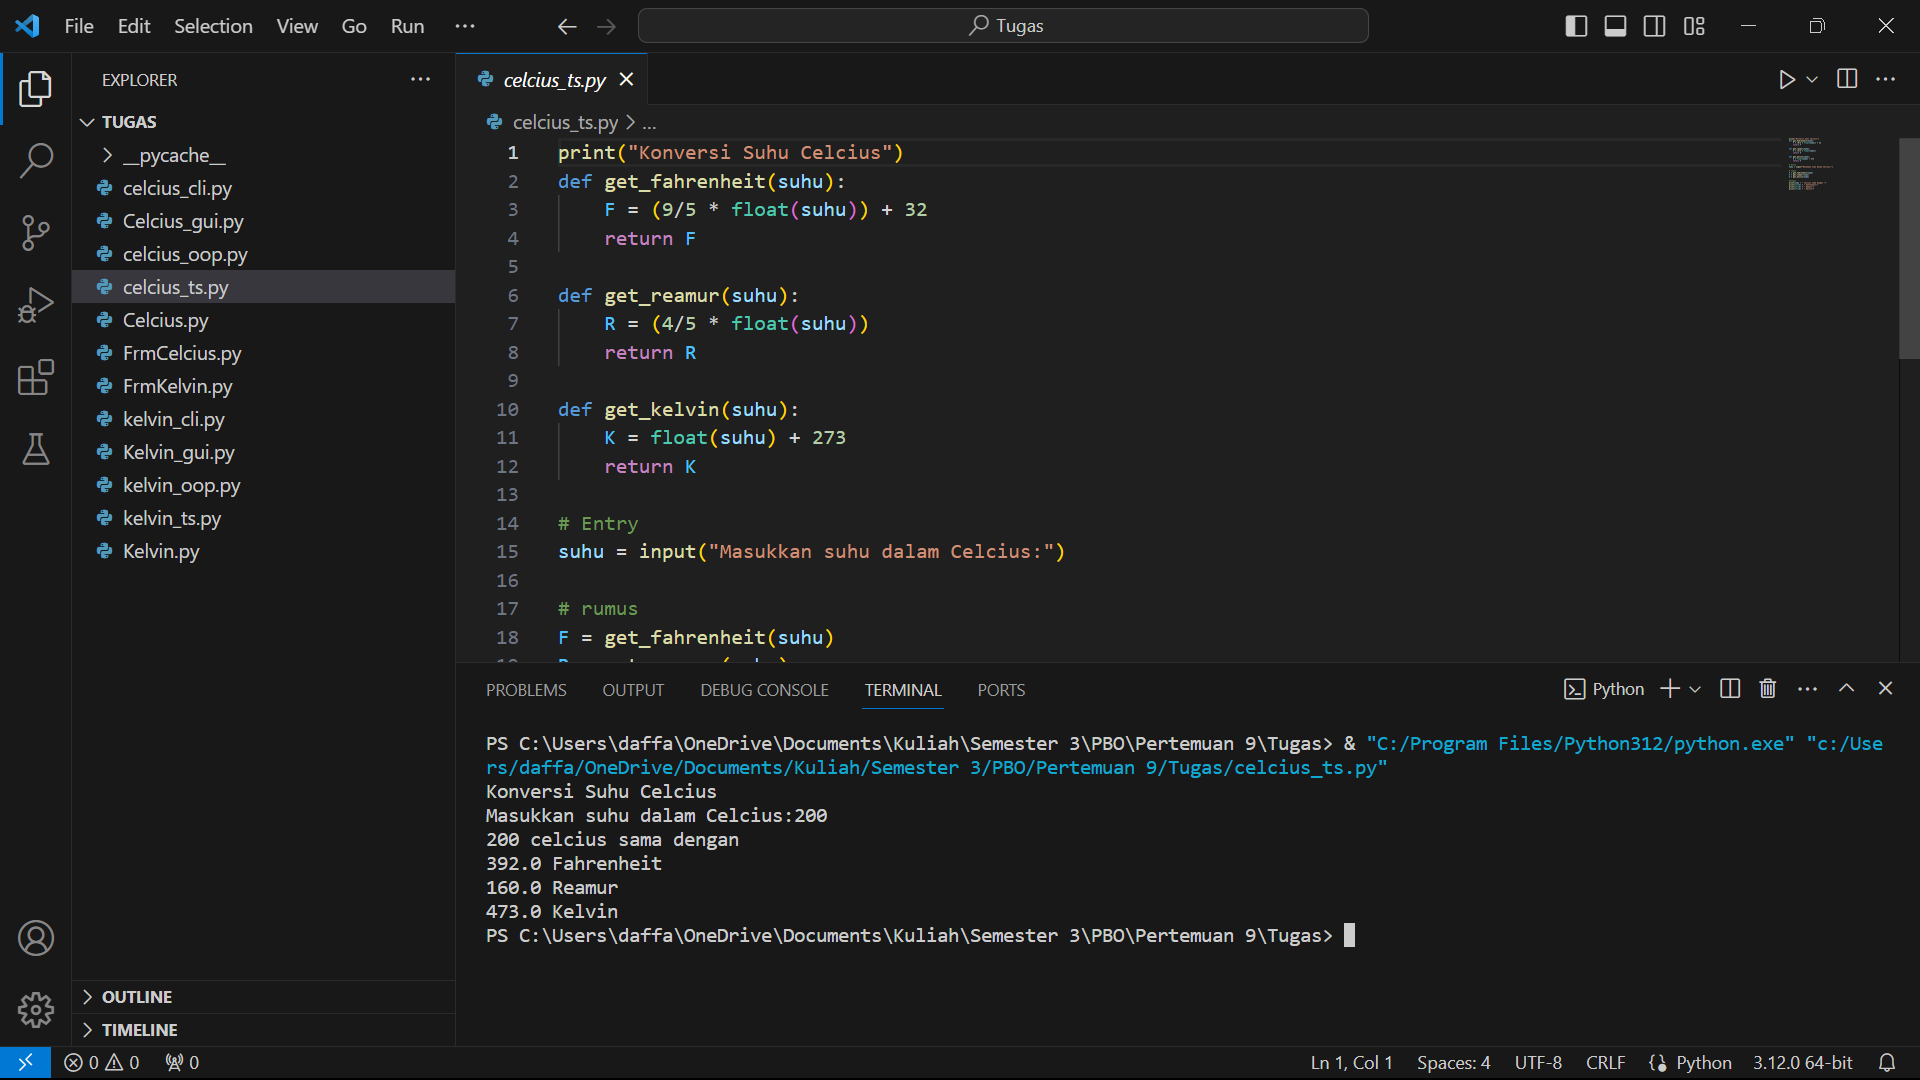 File Edit Selection View Go Run ··· Tugas
EXPLORER ···
TUGAS
__pycache__
celcius_cli.py
Celcius_gui.py
celcius_oop.py
celcius_ts.py
Celcius.py
FrmCelcius.py
FrmKelvin.py
kelvin_cli.py
Kelvin_gui.py
kelvin_oop.py
kelvin_ts.py
Kelvin.py
OUTLINE
TIMELINE
celcius_ts.py
celcius_ts.py > ...
1 print("Konversi Suhu Celcius")
2 def get_fahrenheit(suhu):
3     F = (9/5 * float(suhu)) + 32
4     return F
5
6 def get_reamur(suhu):
7     R = (4/5 * float(suhu))
8     return R
9
10 def get_kelvin(suhu):
11     K = float(suhu) + 273
12     return K
13
14 # Entry
15 suhu = input("Masukkan suhu dalam Celcius:")
16
17 # rumus
18 F = get_fahrenheit(suhu)
PROBLEMS OUTPUT DEBUG CONSOLE TERMINAL PORTS Python
PS C:\Users\daffa\OneDrive\Documents\Kuliah\Semester 3\PBO\Pertemuan 9\Tugas> & "C:/Program Files/Python312/python.exe" "c:/Use
rs/daffa/OneDrive/Documents/Kuliah/Semester 3/PBO/Pertemuan 9/Tugas/celcius_ts.py"
Konversi Suhu Celcius
Masukkan suhu dalam Celcius:200
200 celcius sama dengan
392.0 Fahrenheit
160.0 Reamur
473.0 Kelvin
PS C:\Users\daffa\OneDrive\Documents\Kuliah\Semester 3\PBO\Pertemuan 9\Tugas>
0 0 0 Ln 1, Col 1 Spaces: 4 UTF-8 CRLF Python 3.12.0 64-bit